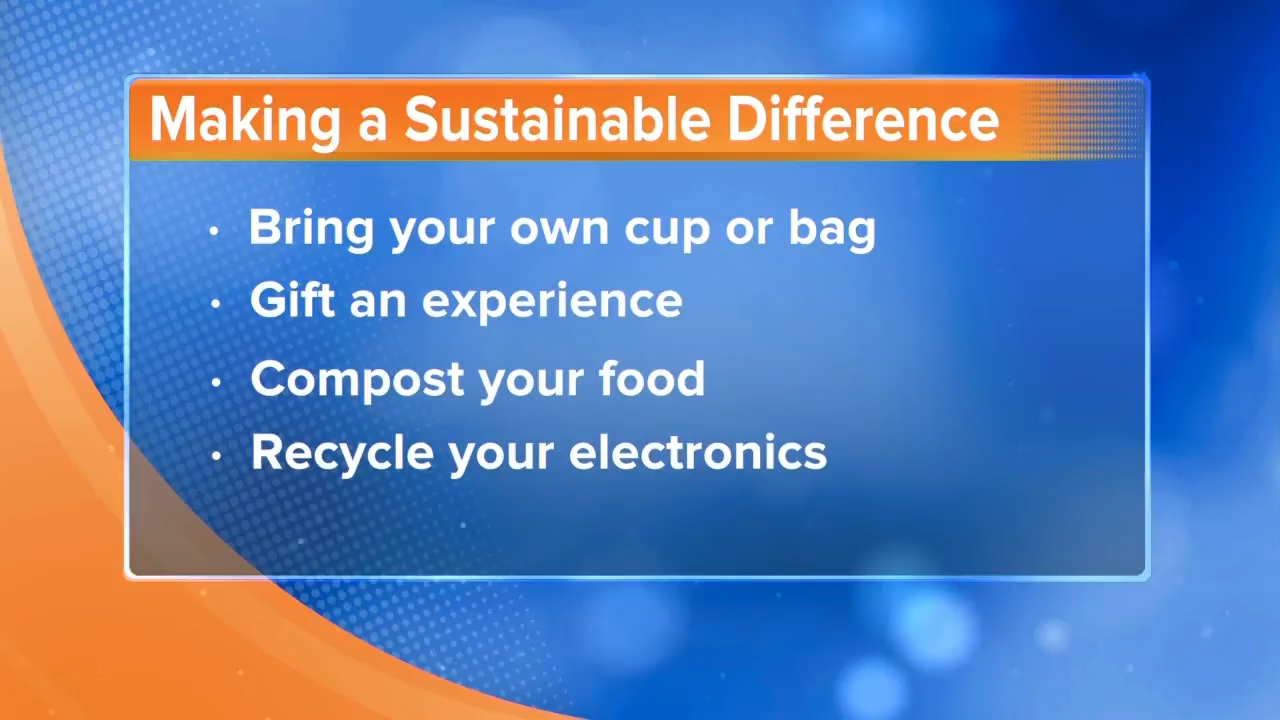 Making a Sustainable Difference
• Bring your own cup or bag
• Gift an experience
• Compost your food
• Recycle your electronics